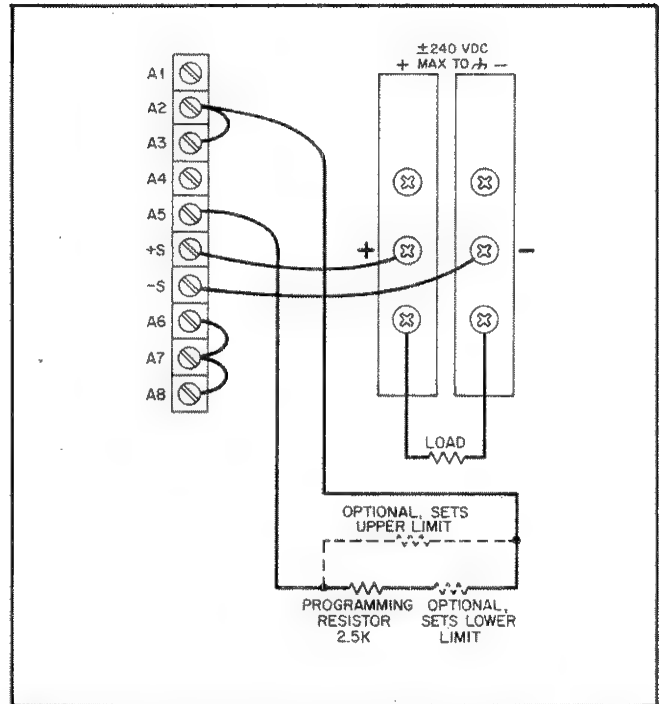 ±240 VDC
+ MAX TO ⏚ -
A1
A2
A3
A4
A5
+S
-S
A6
A7
A8
+
-
LOAD
OPTIONAL, SETS
UPPER LIMIT
PROGRAMMING
RESISTOR
2.5K
OPTIONAL,
SETS LOWER
LIMIT